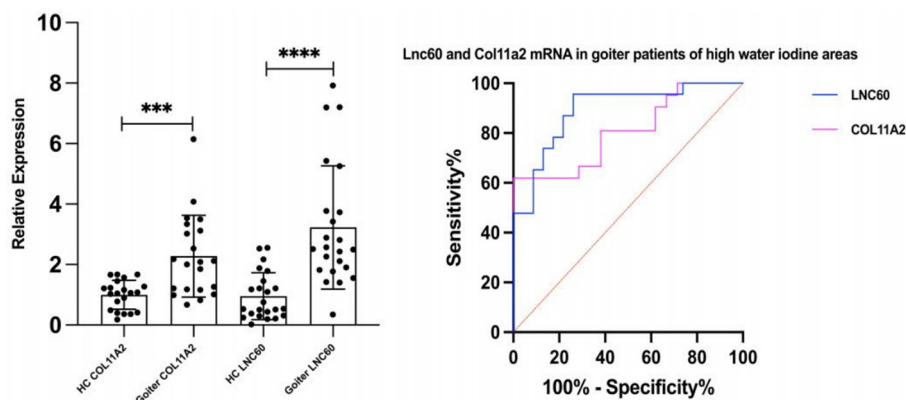 10
8
6
4
2
0
Relative Expression
***
****
HC COL11A2
Goiter COL11A2
HC LNC60
Goiter LNC60
Lnc60 and Col11a2 mRNA in goiter patients of high water iodine areas
100
80
60
40
20
0
Sensitivity%
0 20 40 60 80 100
100% - Specificity%
LNC60
COL11A2